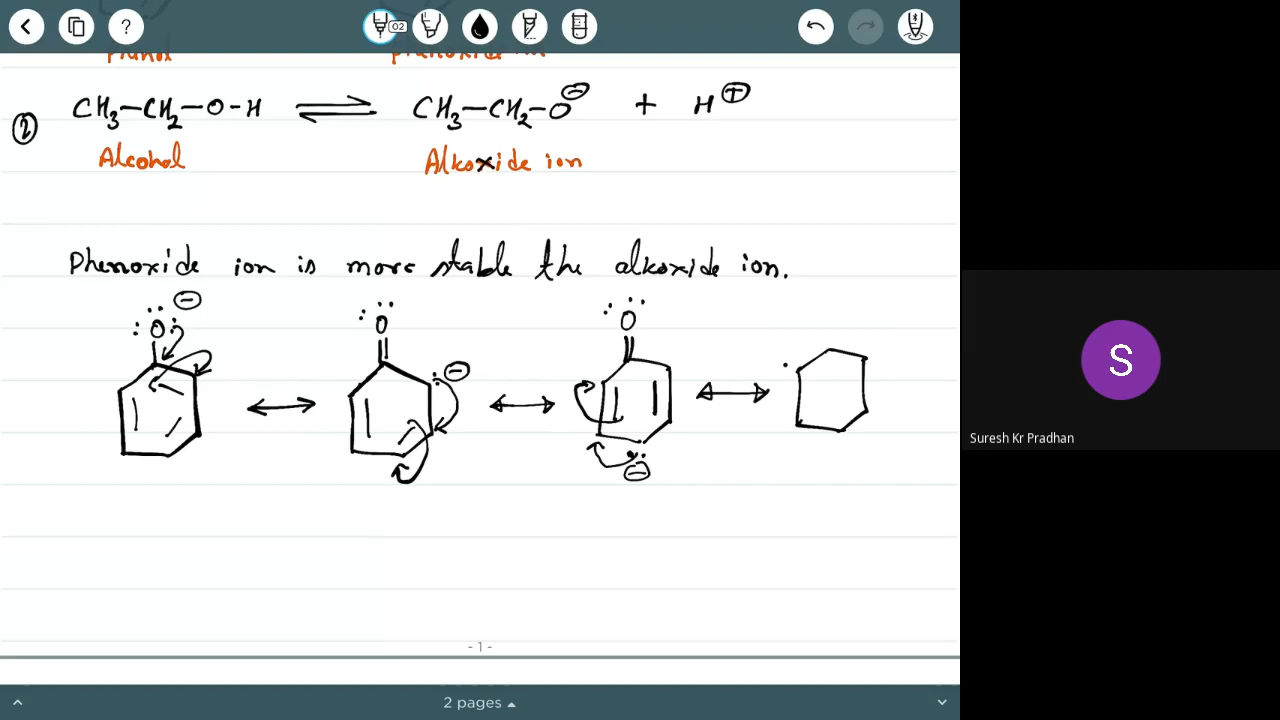 ?
02
CH3–CH2–O–H ⇌ CH3–CH2–O⊖ + H⊕
②
Alcohol
Alkoxide ion
Phenoxide ion is more stable the alkoxide ion.
:Ö: ⊖
:Ö
:Ö
⊖
⊖
S
Suresh Kr Pradhan
- 1 -
2 pages